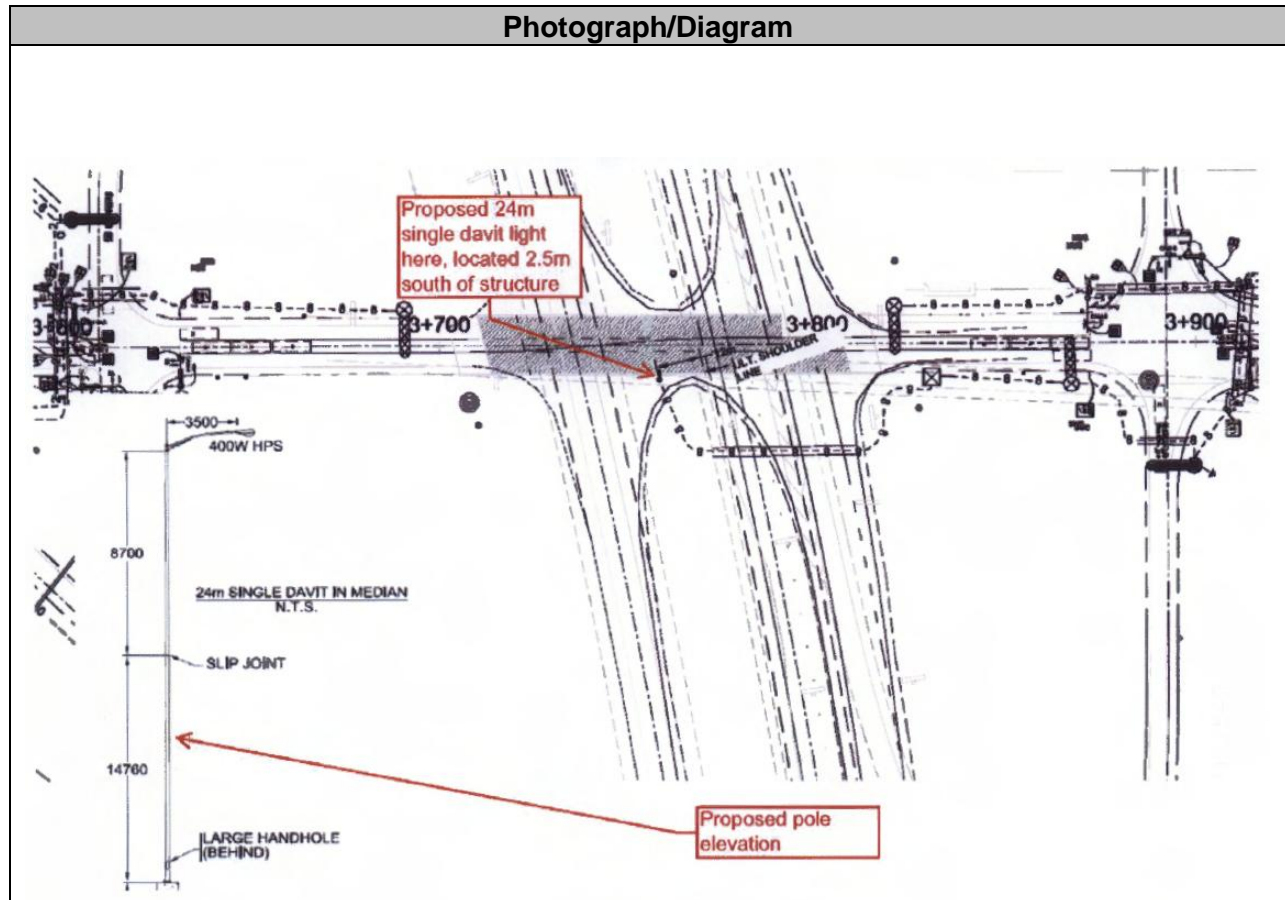 Photograph/Diagram
Proposed 24m
single davit light
here, located 2.5m
south of structure
3+700
3+800
3+900
SHOULDER
LINE
3500
400W HPS
8700
24m SINGLE DAVIT IN MEDIAN
N.T.S.
SLIP JOINT
14760
LARGE HANDHOLE
(BEHIND)
Proposed pole
elevation